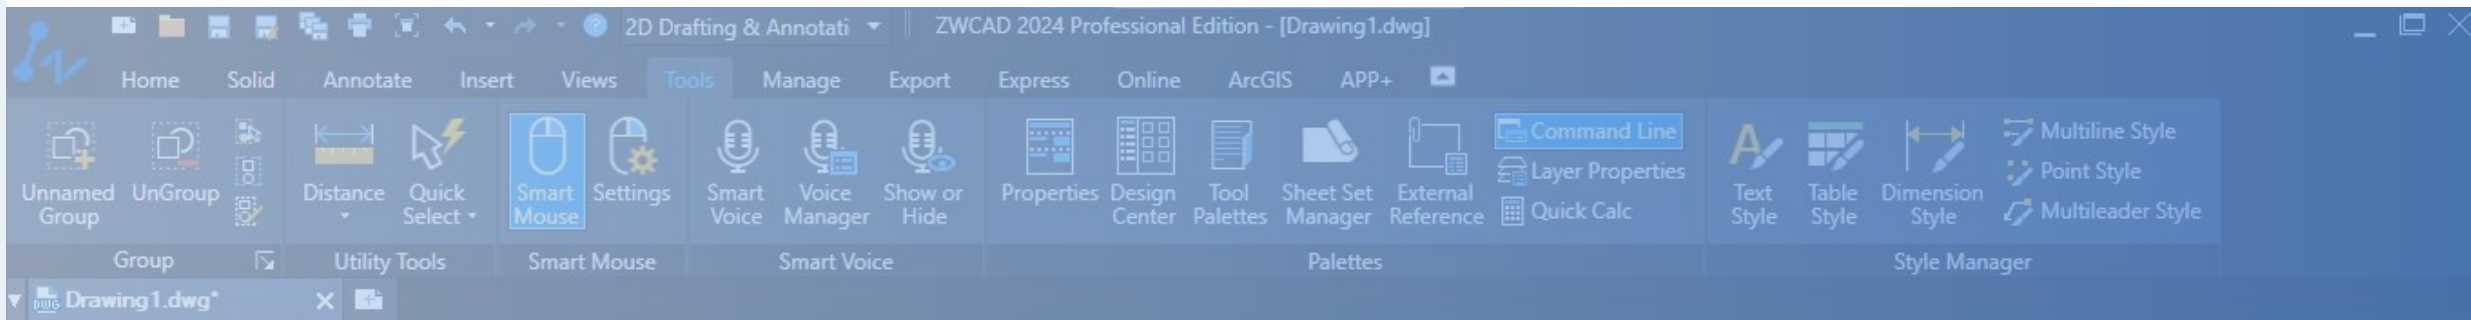 2D Drafting & Annotati
ZWCAD 2024 Professional Edition - [Drawing1.dwg]
Home Solid Annotate Insert Views Tools Manage Export Express Online ArcGIS APP+
Unnamed
Group
UnGroup
Distance
Quick
Select
Smart
Mouse
Settings
Smart
Voice
Voice
Manager
Show or
Hide
Properties
Design
Center
Tool
Palettes
Sheet Set
Manager
External
Reference
Command Line
Layer Properties
Quick Calc
Text
Style
Table
Style
Dimension
Style
Multiline Style
Point Style
Multileader Style
Group Utility Tools Smart Mouse Smart Voice Palettes Style Manager
DWG Drawing1.dwg*